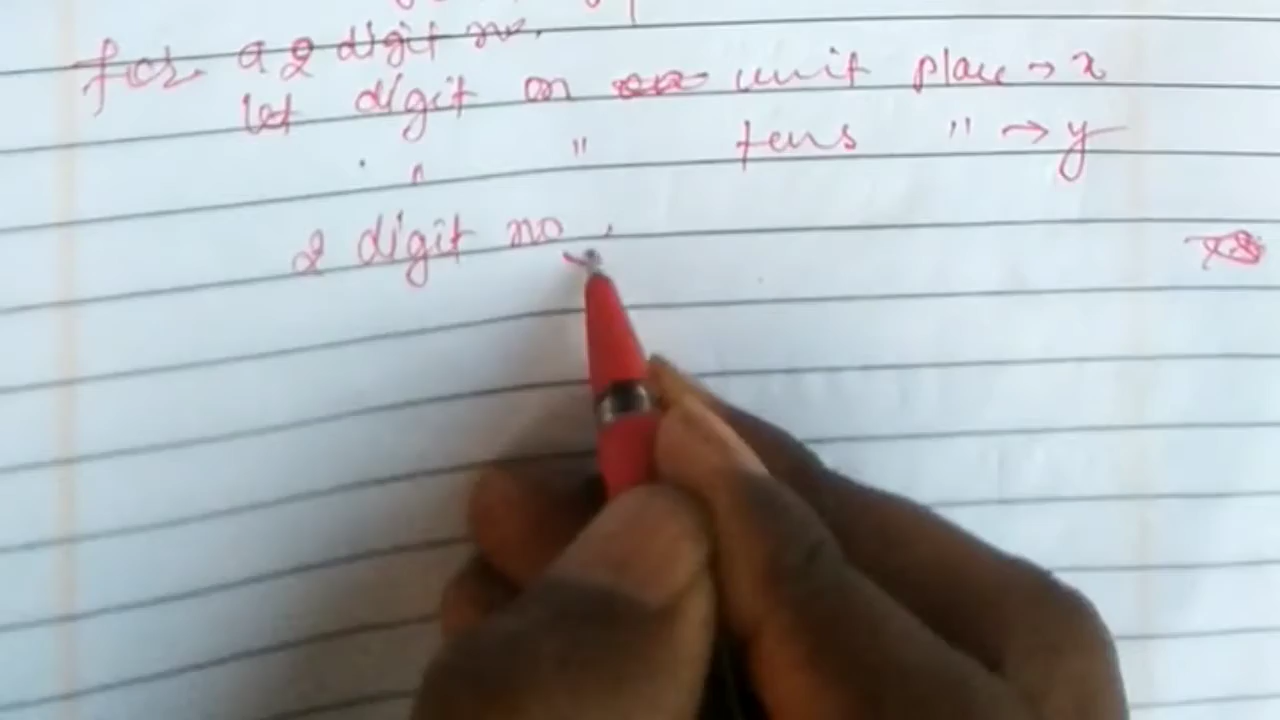 for a 2 digit no.
let digit on unit place → x
" " tens " → y
2 digit no.